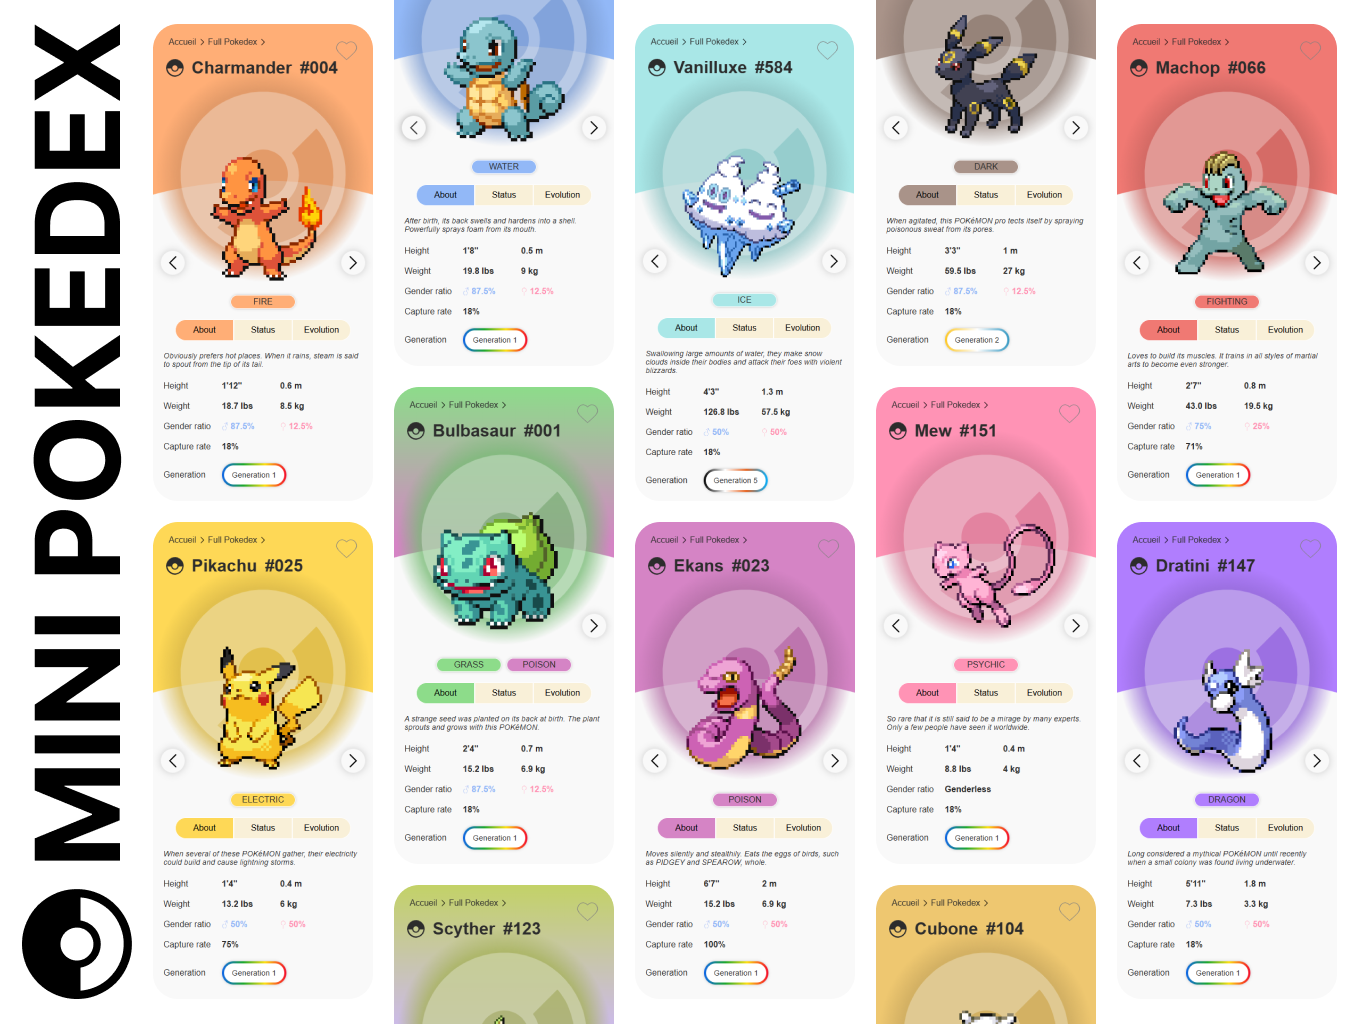 MINI POKEDEX
Accueil > Full Pokedex >
Charmander #004
FIRE
About Status Evolution
Obviously prefers hot places. When it rains, steam is said
to spout from the tip of its tail.
Height 1'12" 0.6 m
Weight 18.7 lbs 8.5 kg
Gender ratio ♂ 87.5% ♀ 12.5%
Capture rate 18%
Generation Generation 1
Accueil > Full Pokedex >
Pikachu #025
ELECTRIC
About Status Evolution
When several of these POKéMON gather, their electricity
could build and cause lightning storms.
Height 1'4" 0.4 m
Weight 13.2 lbs 6 kg
Gender ratio ♂ 50% ♀ 50%
Capture rate 75%
Generation Generation 1
WATER
About Status Evolution
After birth, its back swells and hardens into a shell.
Powerfully sprays foam from its mouth.
Height 1'8" 0.5 m
Weight 19.8 lbs 9 kg
Gender ratio ♂ 87.5% ♀ 12.5%
Capture rate 18%
Generation Generation 1
Accueil > Full Pokedex >
Bulbasaur #001
GRASS POISON
About Status Evolution
A strange seed was planted on its back at birth. The plant
sprouts and grows with this POKéMON.
Height 2'4" 0.7 m
Weight 15.2 lbs 6.9 kg
Gender ratio ♂ 87.5% ♀ 12.5%
Capture rate 18%
Generation Generation 1
Accueil > Full Pokedex >
Scyther #123
Accueil > Full Pokedex >
Vanilluxe #584
ICE
About Status Evolution
Swallowing large amounts of water, they make snow
clouds inside their bodies and attack their foes with violent
blizzards.
Height 4'3" 1.3 m
Weight 126.8 lbs 57.5 kg
Gender ratio ♂ 50% ♀ 50%
Capture rate 18%
Generation Generation 5
Accueil > Full Pokedex >
Ekans #023
POISON
About Status Evolution
Moves silently and stealthily. Eats the eggs of birds, such
as PIDGEY and SPEAROW, whole.
Height 6'7" 2 m
Weight 15.2 lbs 6.9 kg
Gender ratio ♂ 50% ♀ 50%
Capture rate 100%
Generation Generation 1
DARK
About Status Evolution
When agitated, this POKéMON pro tects itself by spraying
poisonous sweat from its pores.
Height 3'3" 1 m
Weight 59.5 lbs 27 kg
Gender ratio ♂ 87.5% ♀ 12.5%
Capture rate 18%
Generation Generation 2
Accueil > Full Pokedex >
Mew #151
PSYCHIC
About Status Evolution
So rare that it is still said to be a mirage by many experts.
Only a few people have seen it worldwide.
Height 1'4" 0.4 m
Weight 8.8 lbs 4 kg
Gender ratio Genderless
Capture rate 18%
Generation Generation 1
Accueil > Full Pokedex >
Cubone #104
Accueil > Full Pokedex >
Machop #066
FIGHTING
About Status Evolution
Loves to build its muscles. It trains in all styles of martial
arts to become even stronger.
Height 2'7" 0.8 m
Weight 43.0 lbs 19.5 kg
Gender ratio ♂ 75% ♀ 25%
Capture rate 71%
Generation Generation 1
Accueil > Full Pokedex >
Dratini #147
DRAGON
About Status Evolution
Long considered a mythical POKéMON until recently
when a small colony was found living underwater.
Height 5'11" 1.8 m
Weight 7.3 lbs 3.3 kg
Gender ratio ♂ 50% ♀ 50%
Capture rate 18%
Generation Generation 1